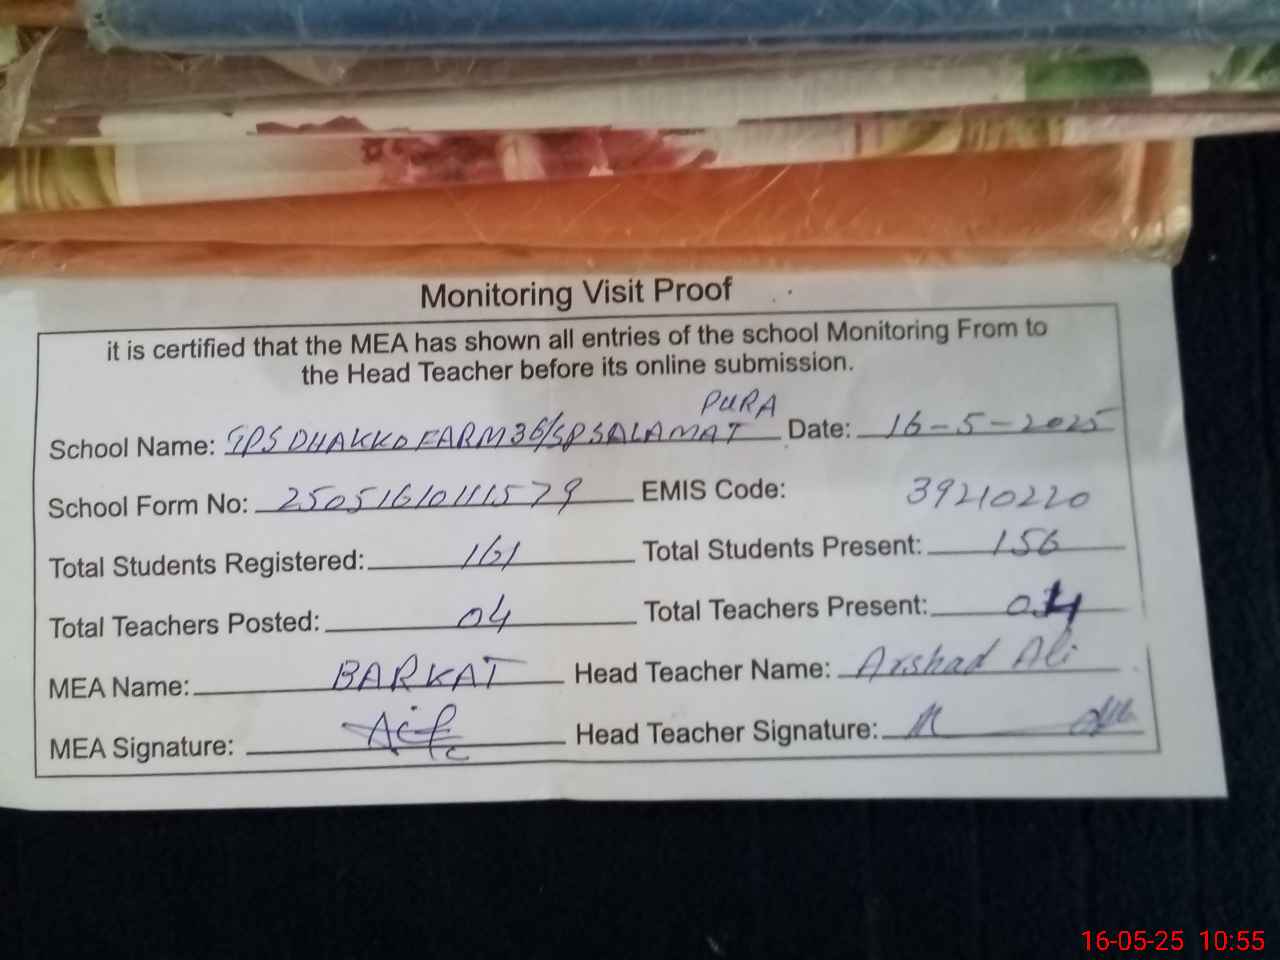 Monitoring Visit Proof
it is certified that the MEA has shown all entries of the school Monitoring From to
the Head Teacher before its online submission.
PURA
School Name: GPS DHAKKO FARM 36/SP SALAMAT Date: 16-5-2025
School Form No: 25051610111579 EMIS Code: 39210220
Total Students Registered: 161 Total Students Present: 156
Total Teachers Posted: 04 Total Teachers Present: 04
MEA Name: BARKAT Head Teacher Name: Arshad Ali
MEA Signature: Head Teacher Signature:
16-05-25 10:55